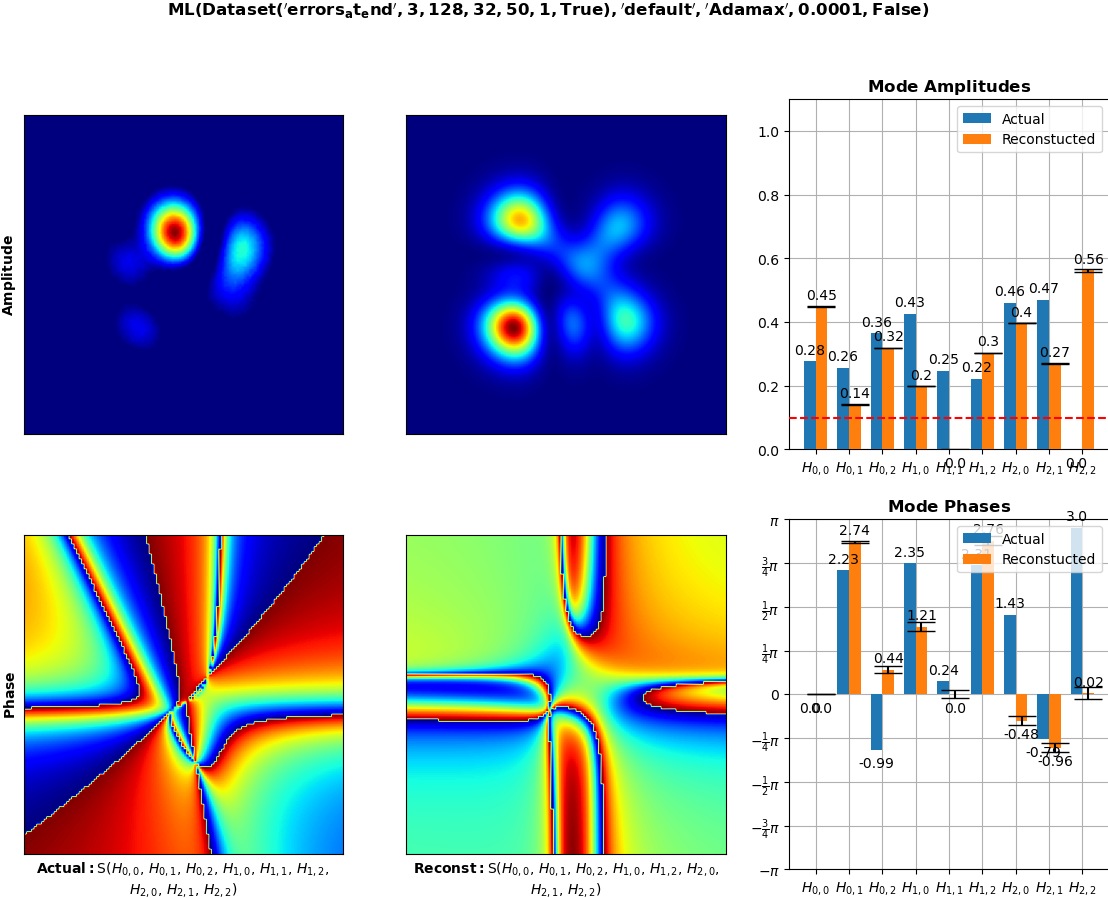 ML(Dataset('errors_at_end', 3, 128, 32, 50, 1, True), 'default', 'Adamax', 0.0001, False)
Amplitude
Mode Amplitudes
Actual
Reconstucted
1.0
0.8
0.6
0.4
0.2
0.0
0.28
0.45
0.26
0.14
0.36
0.32
0.43
0.2
0.25
0.0
0.22
0.3
0.46
0.4
0.47
0.27
0.0
0.56
H0,0 H0,1 H0,2 H1,0 H1,1 H1,2 H2,0 H2,1 H2,2
Phase
Actual: S(H0,0, H0,1, H0,2, H1,0, H1,1, H1,2,
H2,0, H2,1, H2,2)
Reconst: S(H0,0, H0,1, H0,2, H1,0, H1,2, H2,0,
H2,1, H2,2)
Mode Phases
Actual
Reconstucted
π
3/4π
1/2π
1/4π
0
−1/4π
−1/2π
−3/4π
−π
0.0
0.0
2.23
2.74
-0.99
0.44
2.35
1.21
0.24
0.0
2.76
1.43
-0.48
-0.79
-0.96
3.0
0.02
H0,0 H0,1 H0,2 H1,0 H1,1 H1,2 H2,0 H2,1 H2,2